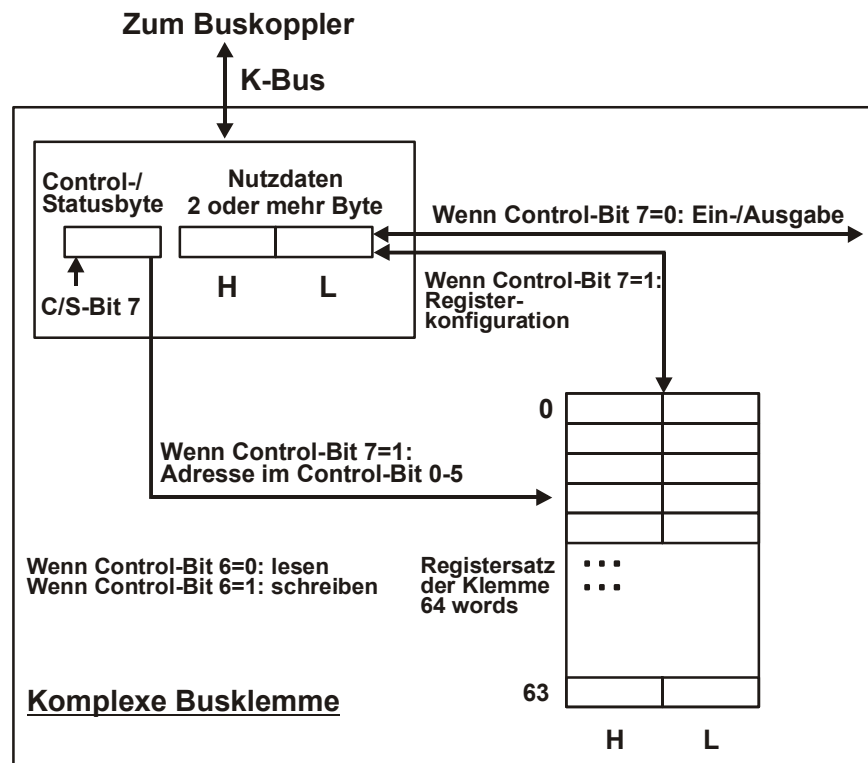 Zum Buskoppler
K-Bus
Control-/
Statusbyte
Nutzdaten
2 oder mehr Byte
H
L
C/S-Bit 7
Wenn Control-Bit 7=0: Ein-/Ausgabe
Wenn Control-Bit 7=1:
Register-
konfiguration
Wenn Control-Bit 7=1:
Adresse im Control-Bit 0-5
0
Wenn Control-Bit 6=0: lesen
Wenn Control-Bit 6=1: schreiben
Registersatz
der Klemme
64 words
63
H
L
Komplexe Busklemme